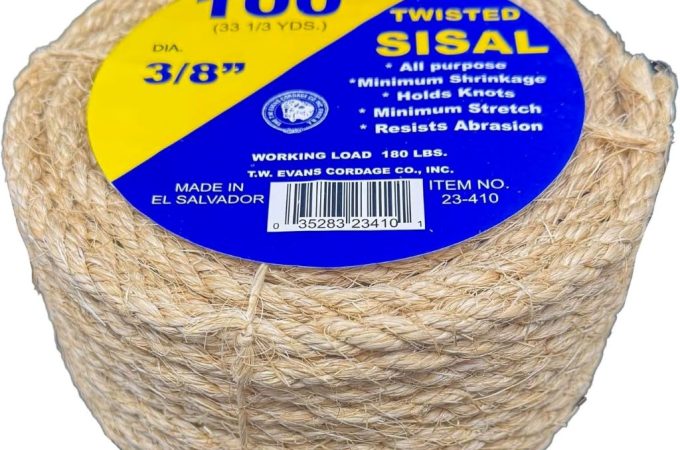 100'
(33 1/3 YDS.)
DIA.
3/8”
TWISTED
SISAL
* All purpose
*Minimum Shrinkage
* Holds Knots
* Minimum Stretch
* Resists Abrasion
WORKING LOAD 180 LBS.
T.W. EVANS CORDAGE CO., INC.
MADE IN
EL SALVADOR
ITEM NO.
23-410
0 35283 23410 1